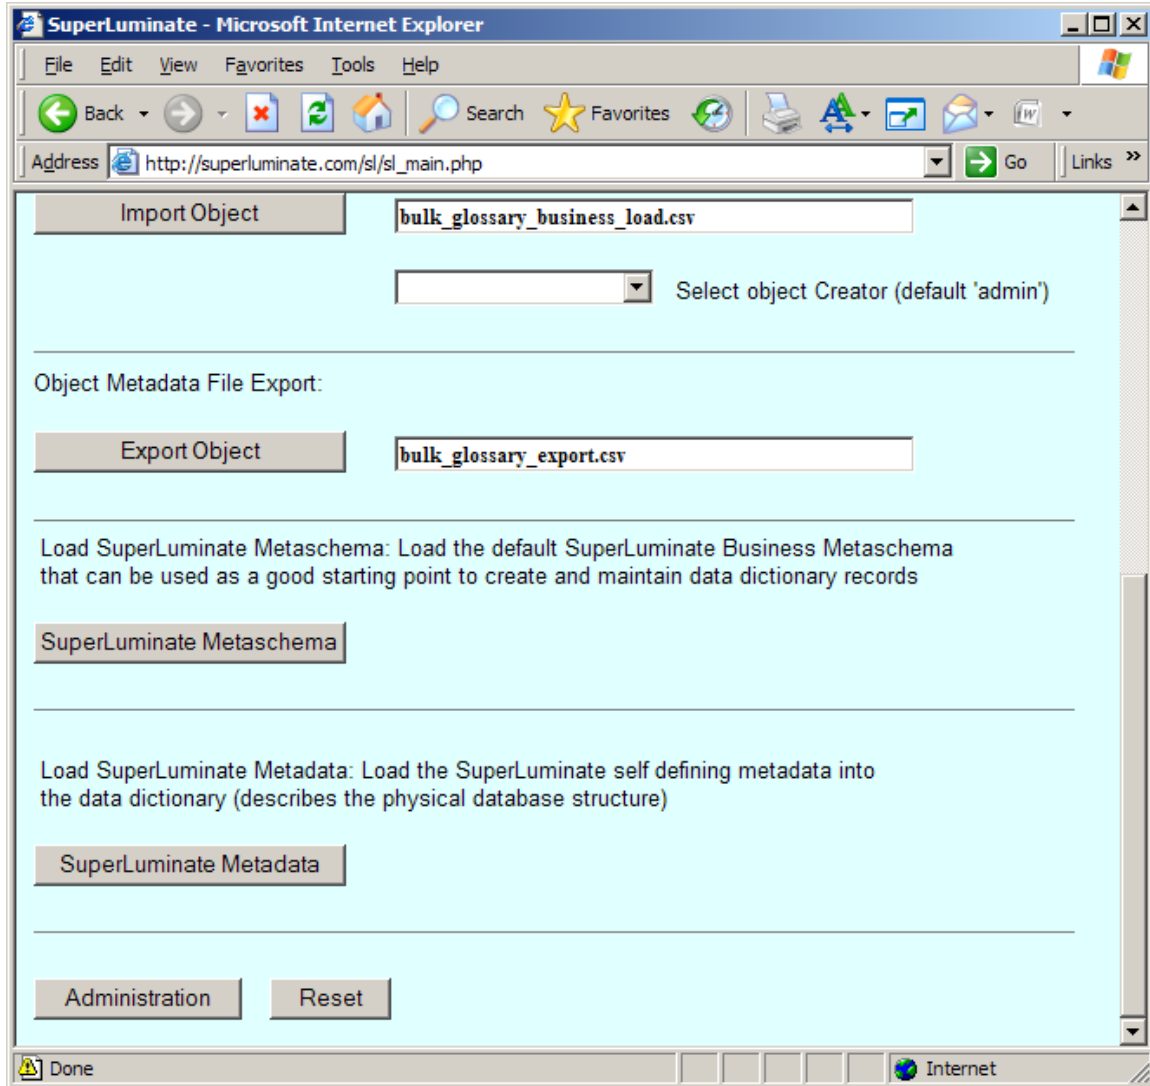 SuperLuminate - Microsoft Internet Explorer
File Edit View Favorites Tools Help
Back Search Favorites W
Address http://superluminate.com/sl/sl_main.php Go Links »
Import Object bulk_glossary_business_load.csv
Select object Creator (default 'admin')
Object Metadata File Export:
Export Object bulk_glossary_export.csv
Load SuperLuminate Metaschema: Load the default SuperLuminate Business Metaschema
that can be used as a good starting point to create and maintain data dictionary records
SuperLuminate Metaschema
Load SuperLuminate Metadata: Load the SuperLuminate self defining metadata into
the data dictionary (describes the physical database structure)
SuperLuminate Metadata
Administration Reset
Done Internet